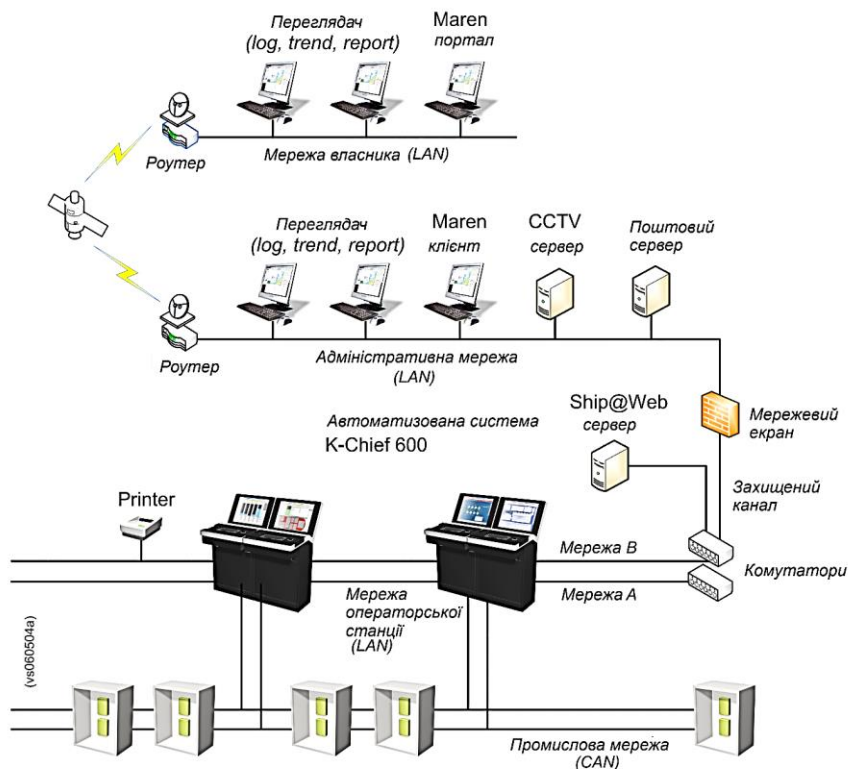 Переглядач
(log, trend, report)
Maren
портал
Роутер
Мережа власника (LAN)
Переглядач
(log, trend, report)
Maren
клієнт
CCTV
сервер
Поштовий
сервер
Роутер
Адміністративна мережа
(LAN)
Автоматизована система
K-Chief 600
Ship@Web
сервер
Мережевий
екран
Захищений
канал
Printer
Мережа B
Комутатори
Мережа A
Мережа
операторської
станції
(LAN)
(vs060504a)
Промислова мережа
(CAN)